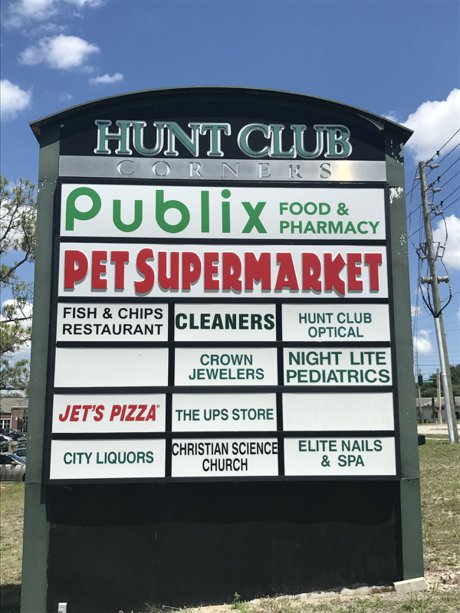 HUNT CLUB
CORNERS
Publix FOOD &
PHARMACY
PET SUPERMARKET
FISH & CHIPS
RESTAURANT
CLEANERS
HUNT CLUB
OPTICAL
CROWN
JEWELERS
NIGHT LITE
PEDIATRICS
JET'S PIZZA
THE UPS STORE
CITY LIQUORS
CHRISTIAN SCIENCE
CHURCH
ELITE NAILS
& SPA